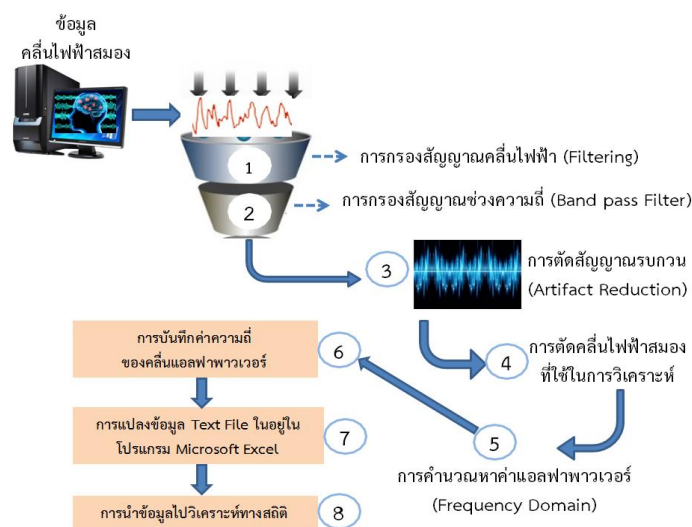 ข้อมูล
คลื่นไฟฟ้าสมอง
1
การกรองสัญญาณคลื่นไฟฟ้า (Filtering)
2
การกรองสัญญาณช่วงความถี่ (Band pass Filter)
3
การตัดสัญญาณรบกวน
(Artifact Reduction)
4
การตัดคลื่นไฟฟ้าสมอง
ที่ใช้ในการวิเคราะห์
5
การคำนวณหาค่าแอลฟาพาวเวอร์
(Frequency Domain)
การบันทึกค่าความถี่
ของคลื่นแอลฟาพาวเวอร์
6
การแปลงข้อมูล Text File ในอยู่ใน
โปรแกรม Microsoft Excel
7
การนำข้อมูลไปวิเคราะห์ทางสถิติ
8